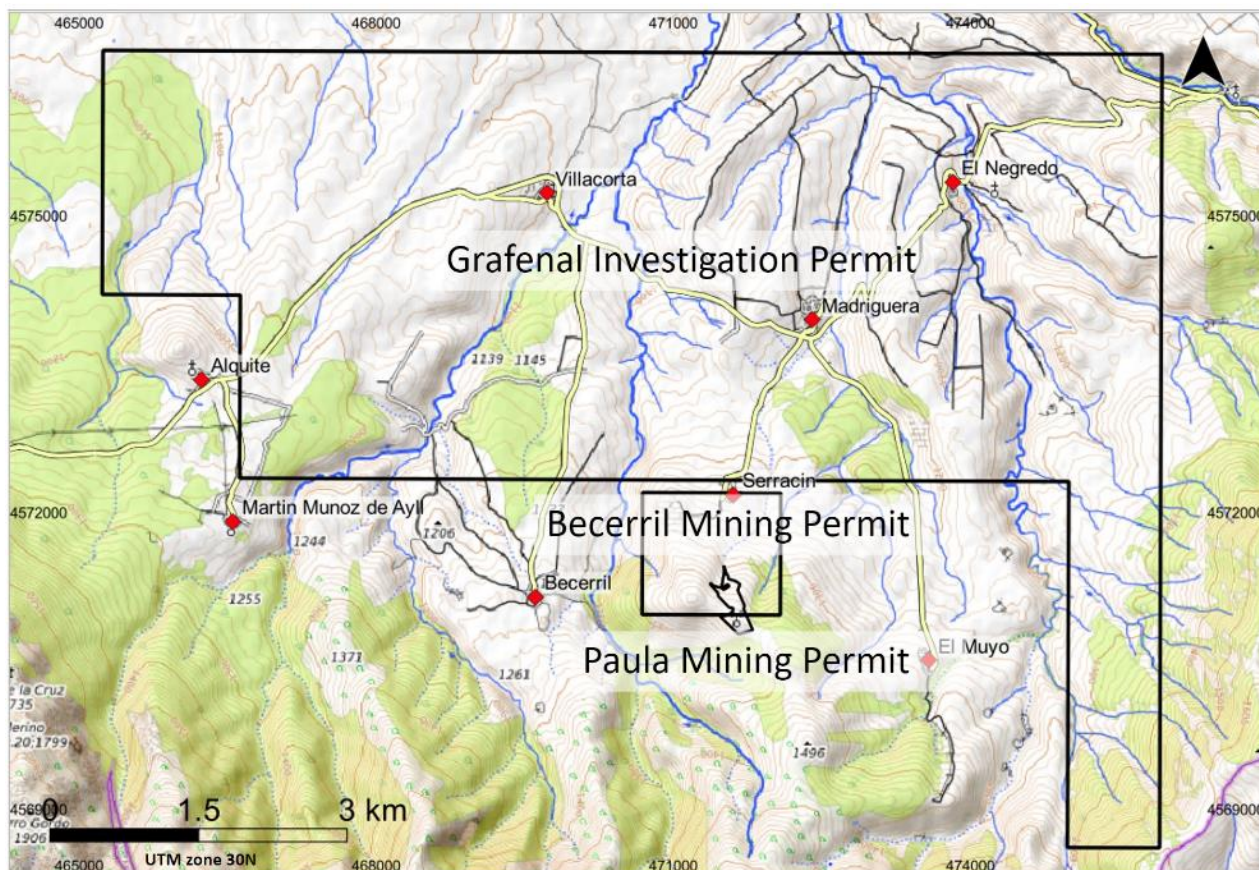 465000 468000 471000 474000
El Negredo
Villacorta
4575000 4575000
Grafenal Investigation Permit
Madriguera
1139 1145
Alquite
Serracin
Martin Munoz de Ayll
4572000 4572000
Becerril Mining Permit
1206
1244
Becerril
1255
El Muyo
Paula Mining Permit
1371
1261
e la Cruz
735
1496
1799
4569000 4569000
0 1.5 3 km
1906
UTM zone 30N
465000 468000 471000 474000